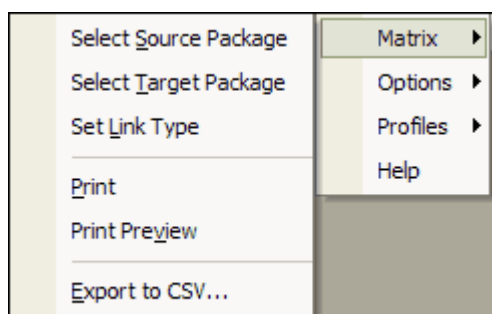 Select Source Package
Select Target Package
Set Link Type
Print
Print Preview
Export to CSV...
Matrix
Options
Profiles
Help